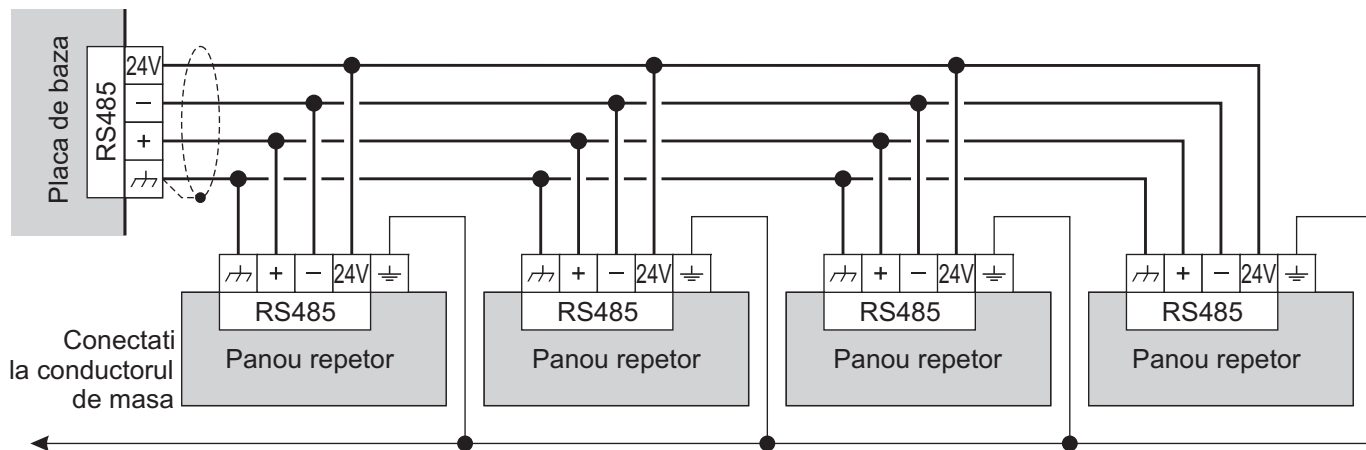 Placa de baza
RS485
24V
−
+
+ − 24V
RS485
Panou repetor
+ − 24V
RS485
Panou repetor
+ − 24V
RS485
Panou repetor
+ − 24V
RS485
Panou repetor
Conectati
la conductorul
de masa